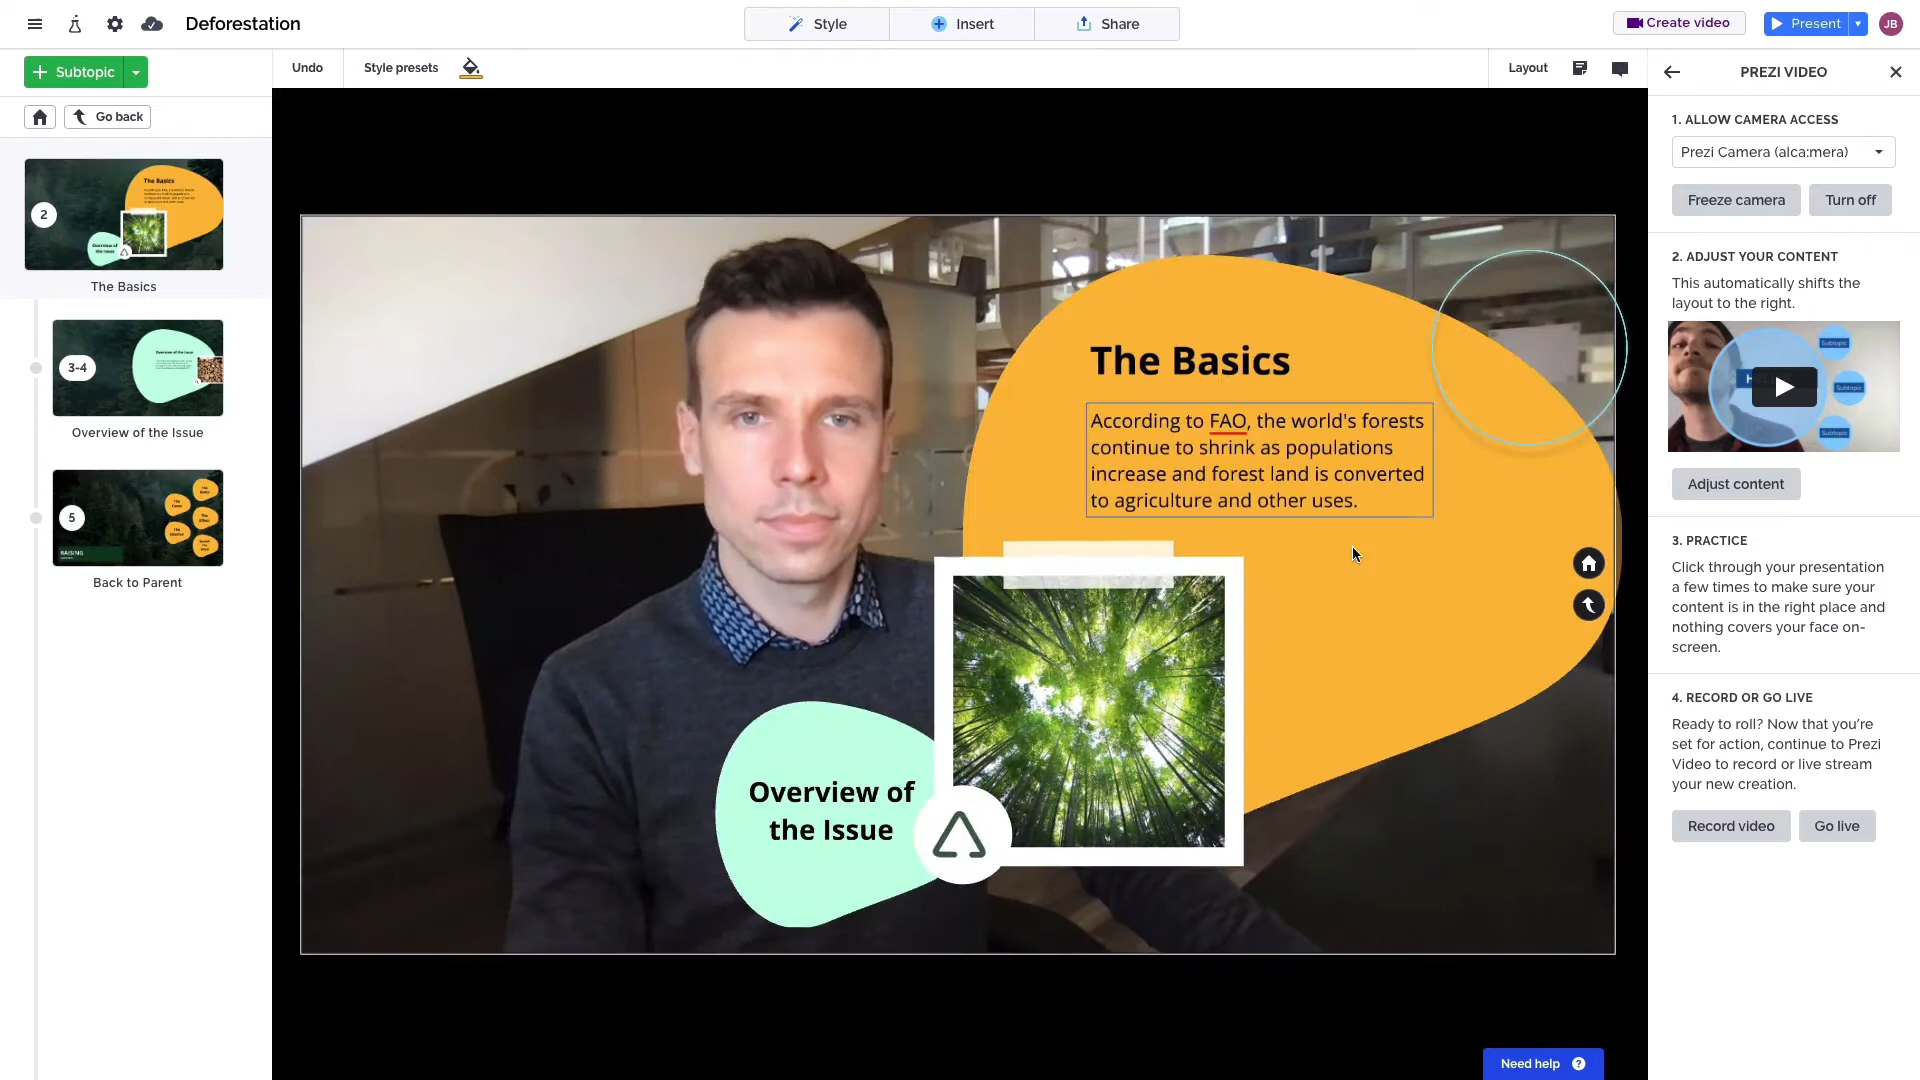 Deforestation
Style
Insert
Share
Create video
Present
JB
Subtopic
Undo
Style presets
Layout
PREZI VIDEO
Go back
2
The Basics
3-4
Overview of the Issue
5
RAISING
Back to Parent
The Basics
According to FAO, the world's forests
continue to shrink as populations
increase and forest land is converted
to agriculture and other uses.
Overview of
the Issue
1. ALLOW CAMERA ACCESS
Prezi Camera (alca:mera)
Freeze camera
Turn off
2. ADJUST YOUR CONTENT
This automatically shifts the
layout to the right.
Subtopic
Subtopic
Subtopic
Adjust content
3. PRACTICE
Click through your presentation
a few times to make sure your
content is in the right place and
nothing covers your face on-
screen.
4. RECORD OR GO LIVE
Ready to roll? Now that you're
set for action, continue to Prezi
Video to record or live stream
your new creation.
Record video
Go live
Need help ?